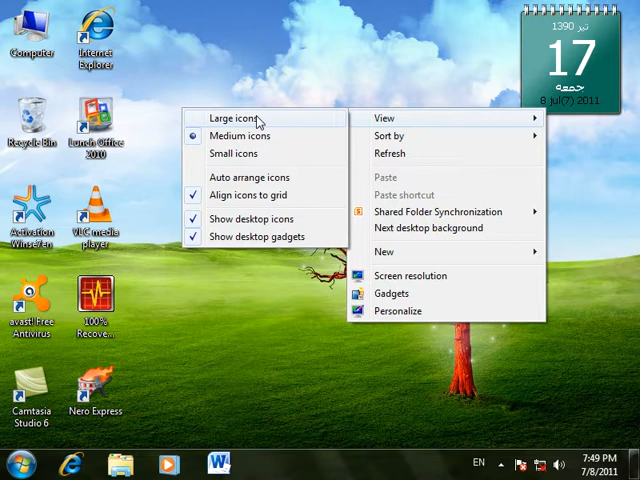 Computer
Internet
Explorer
Recycle Bin
Lunch Office
2010
Activation
Winse7en
VLC media
player
avast! Free
Antivirus
100%
Recove...
Camtasia
Studio 6
Nero Express
تیر 1390
17
جمعه
8 jul(7) 2011
Large icons
Medium icons
Small icons
Auto arrange icons
Align icons to grid
Show desktop icons
Show desktop gadgets
View
Sort by
Refresh
Paste
Paste shortcut
Shared Folder Synchronization
Next desktop background
New
Screen resolution
Gadgets
Personalize
EN
7:49 PM
7/8/2011